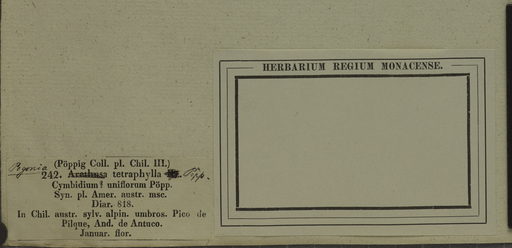 HERBARIUM REGIUM MONACENSE.
(Pöppig Coll. pl. Chil. III.)
Pogonia
242. Arethusa tetraphylla Pöpp.
Cymbidium? uniflorum Pöpp.
Syn. pl. Amer. austr. msc.
Diar. 818.
In Chil. austr. sylv. alpin. umbros. Pico de
Pilque, And. de Antuco.
Januar. flor.